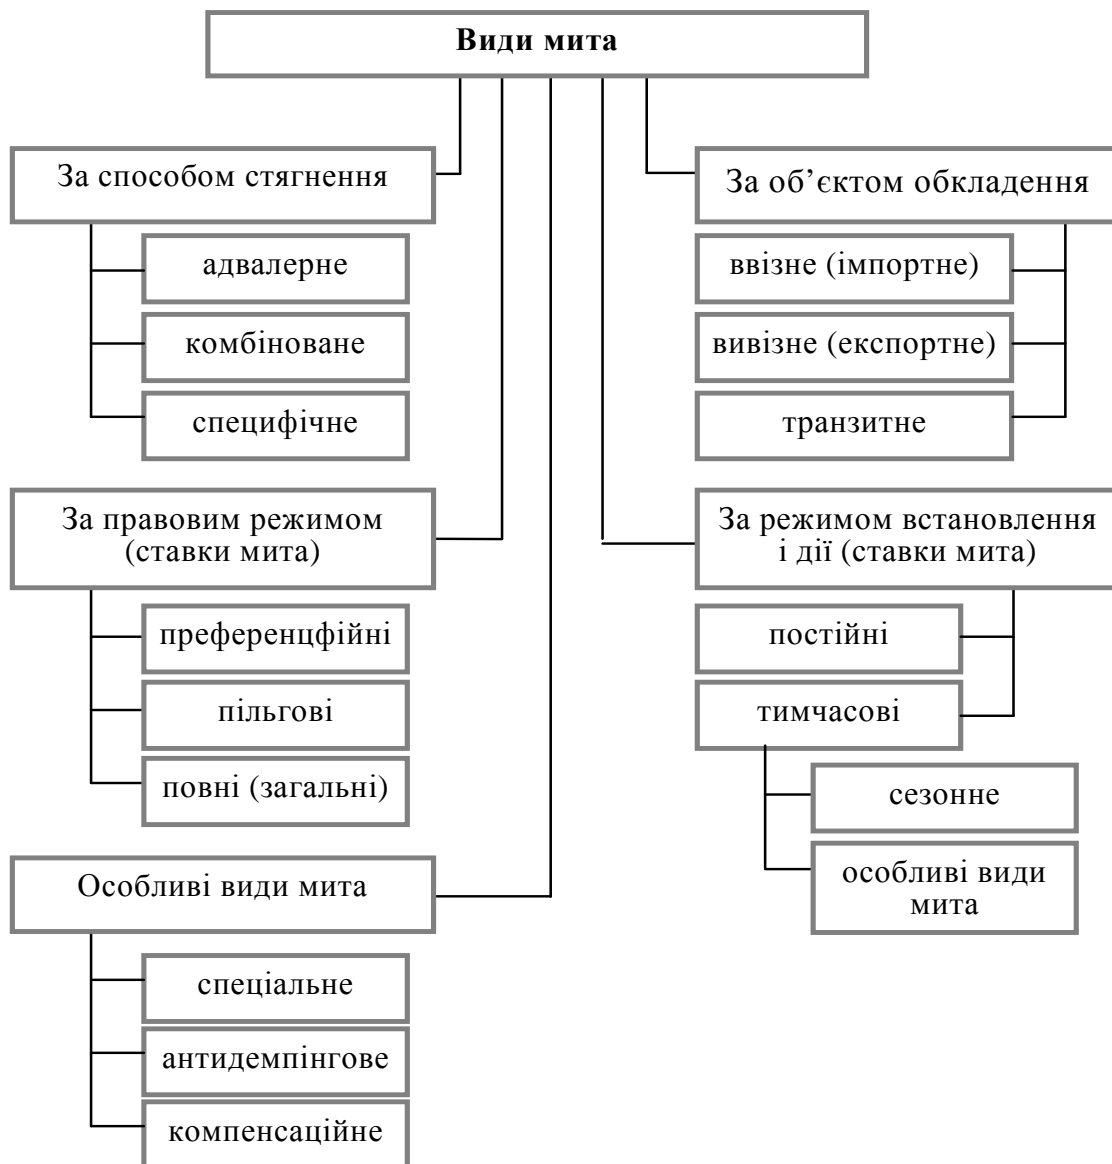 Види мита
За способом стягнення
адвалерне
комбіноване
специфічне
За правовим режимом
(ставки мита)
преференцфійні
пільгові
повні (загальні)
Особливі види мита
спеціальне
антидемпінгове
компенсаційне
За об’єктом обкладення
ввізне (імпортне)
вивізне (експортне)
транзитне
За режимом встановлення
і дії (ставки мита)
постійні
тимчасові
сезонне
особливі види
мита